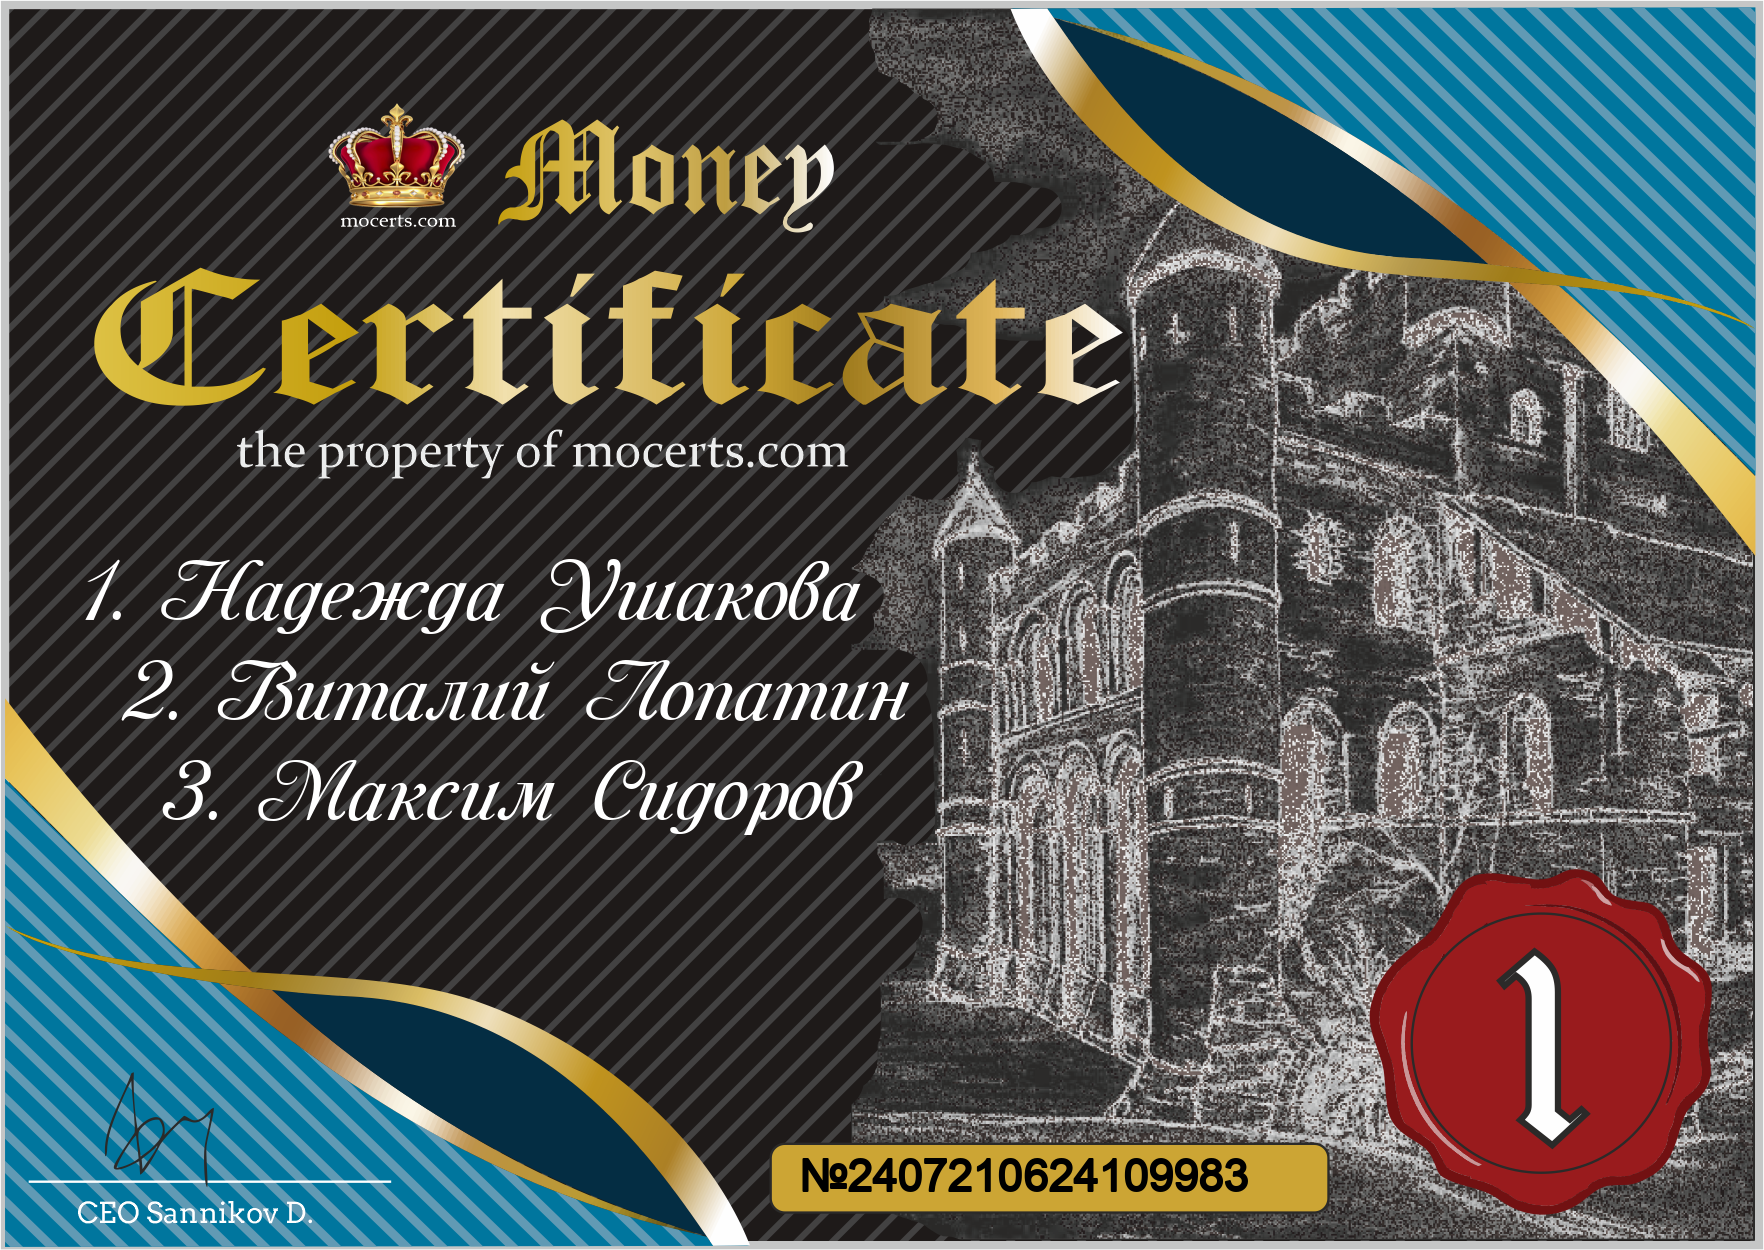 Money
mocerts.com
Certificate
the property of mocerts.com
1. Надежда Ушакова
2. Виталий Лопатин
3. Максим Сидоров
1
№2407210624109983
CEO Sannikov D.